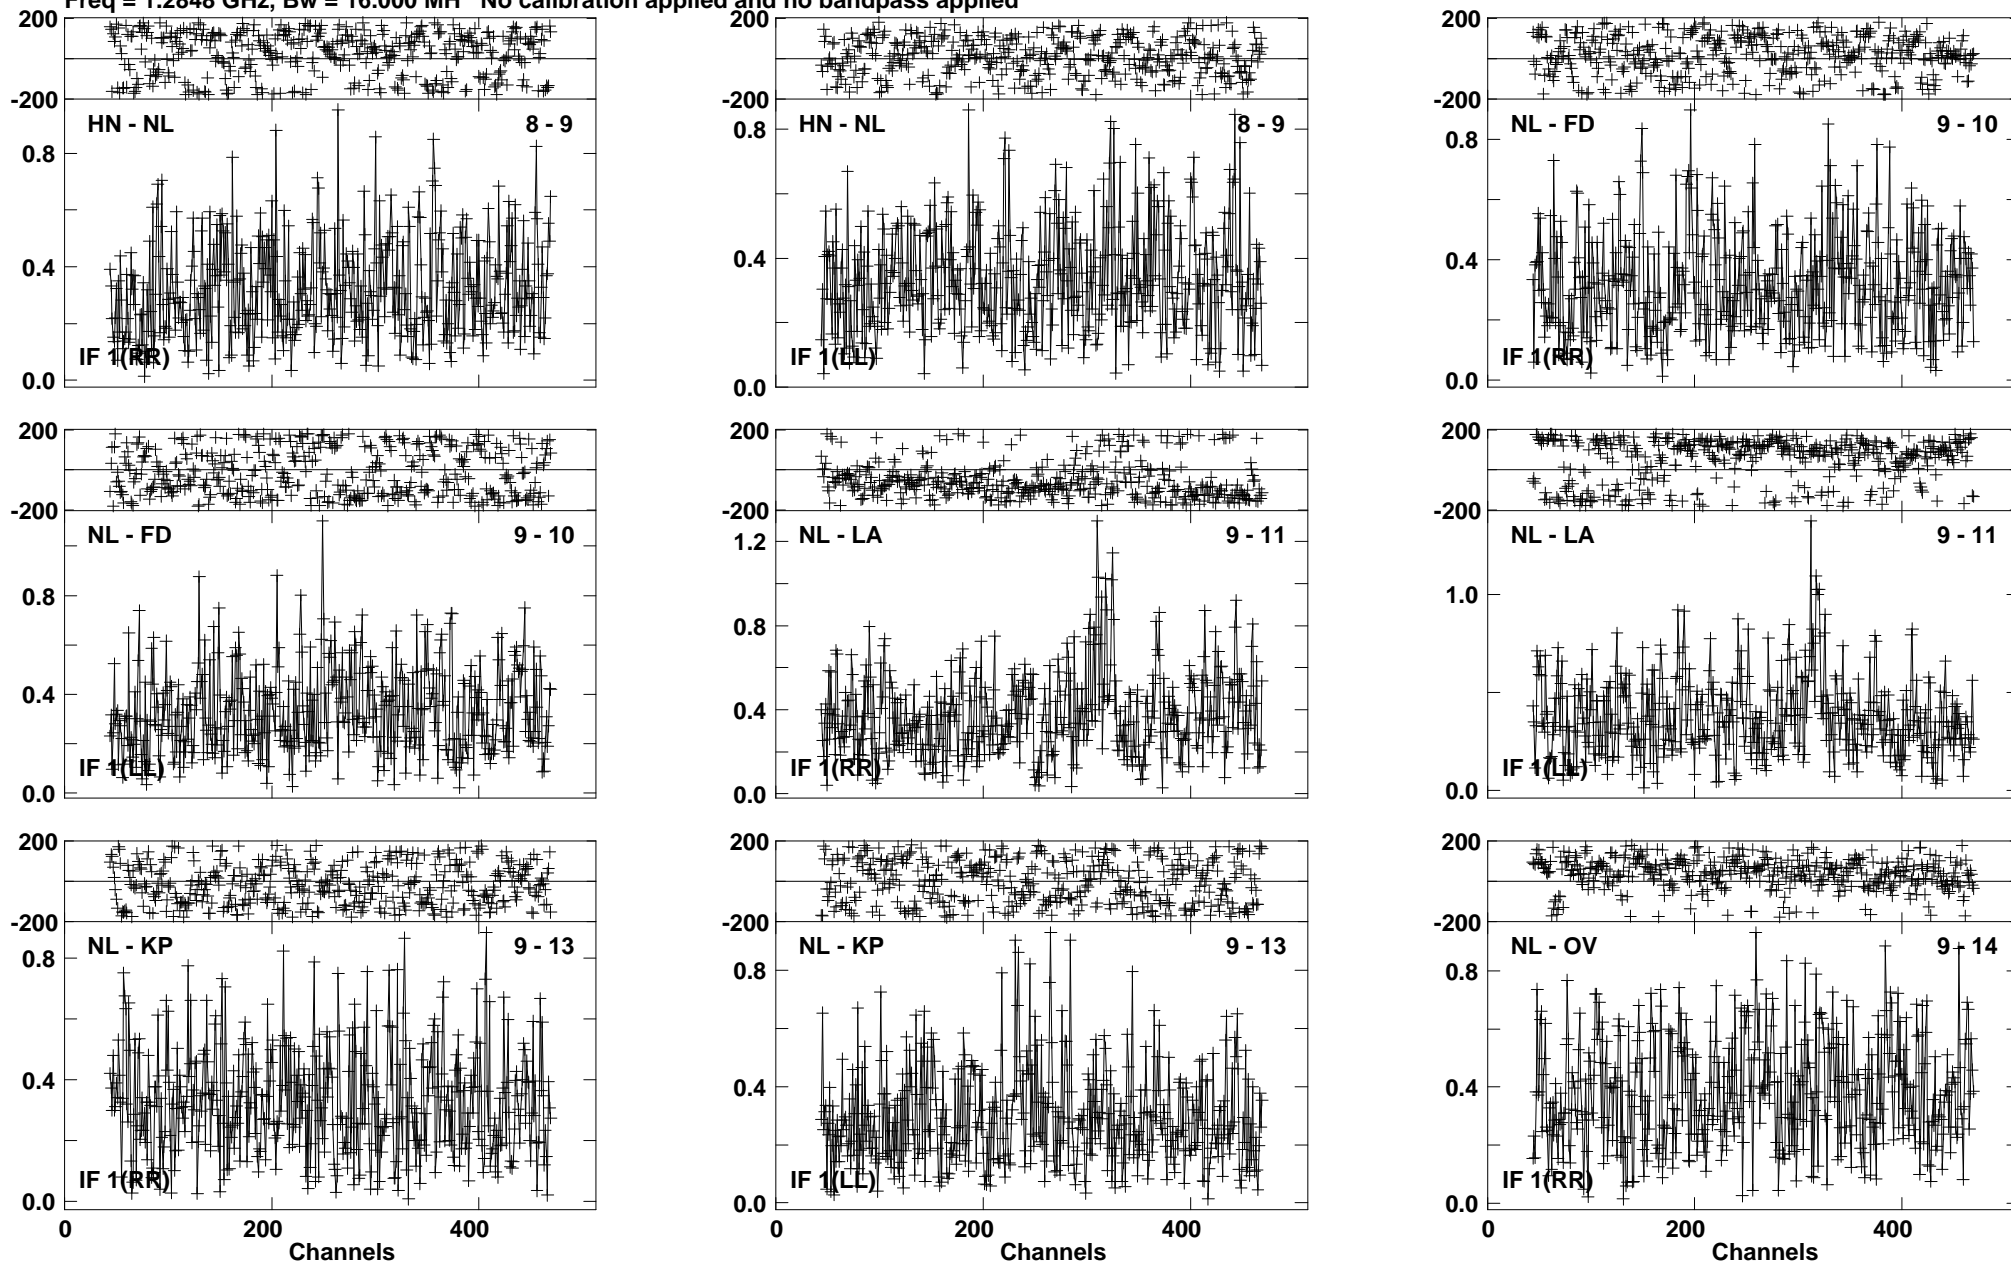 Freq = 1.2848 GHz, Bw = 16.000 MH No calibration applied and no bandpass applied
200
-200
HN - NL 8 - 9
0.8
0.4
0.0
IF 1(RR)
200
-200
HN - NL 8 - 9
0.8
0.4
0.0
IF 1(LL)
200
-200
NL - FD 9 - 10
0.8
0.4
0.0
IF 1(RR)
200
-200
NL - FD 9 - 10
0.8
0.4
0.0
IF 1(LL)
200
-200
NL - LA 9 - 11
1.2
0.8
0.4
0.0
IF 1(RR)
200
-200
NL - LA 9 - 11
1.0
0.0
IF 1(LL)
200
-200
NL - KP 9 - 13
0.8
0.4
0.0
IF 1(RR)
0 200 400
Channels
200
-200
NL - KP 9 - 13
0.8
0.4
0.0
IF 1(LL)
0 200 400
Channels
200
-200
NL - OV 9 - 14
0.8
0.4
0.0
IF 1(RR)
0 200 400
Channels